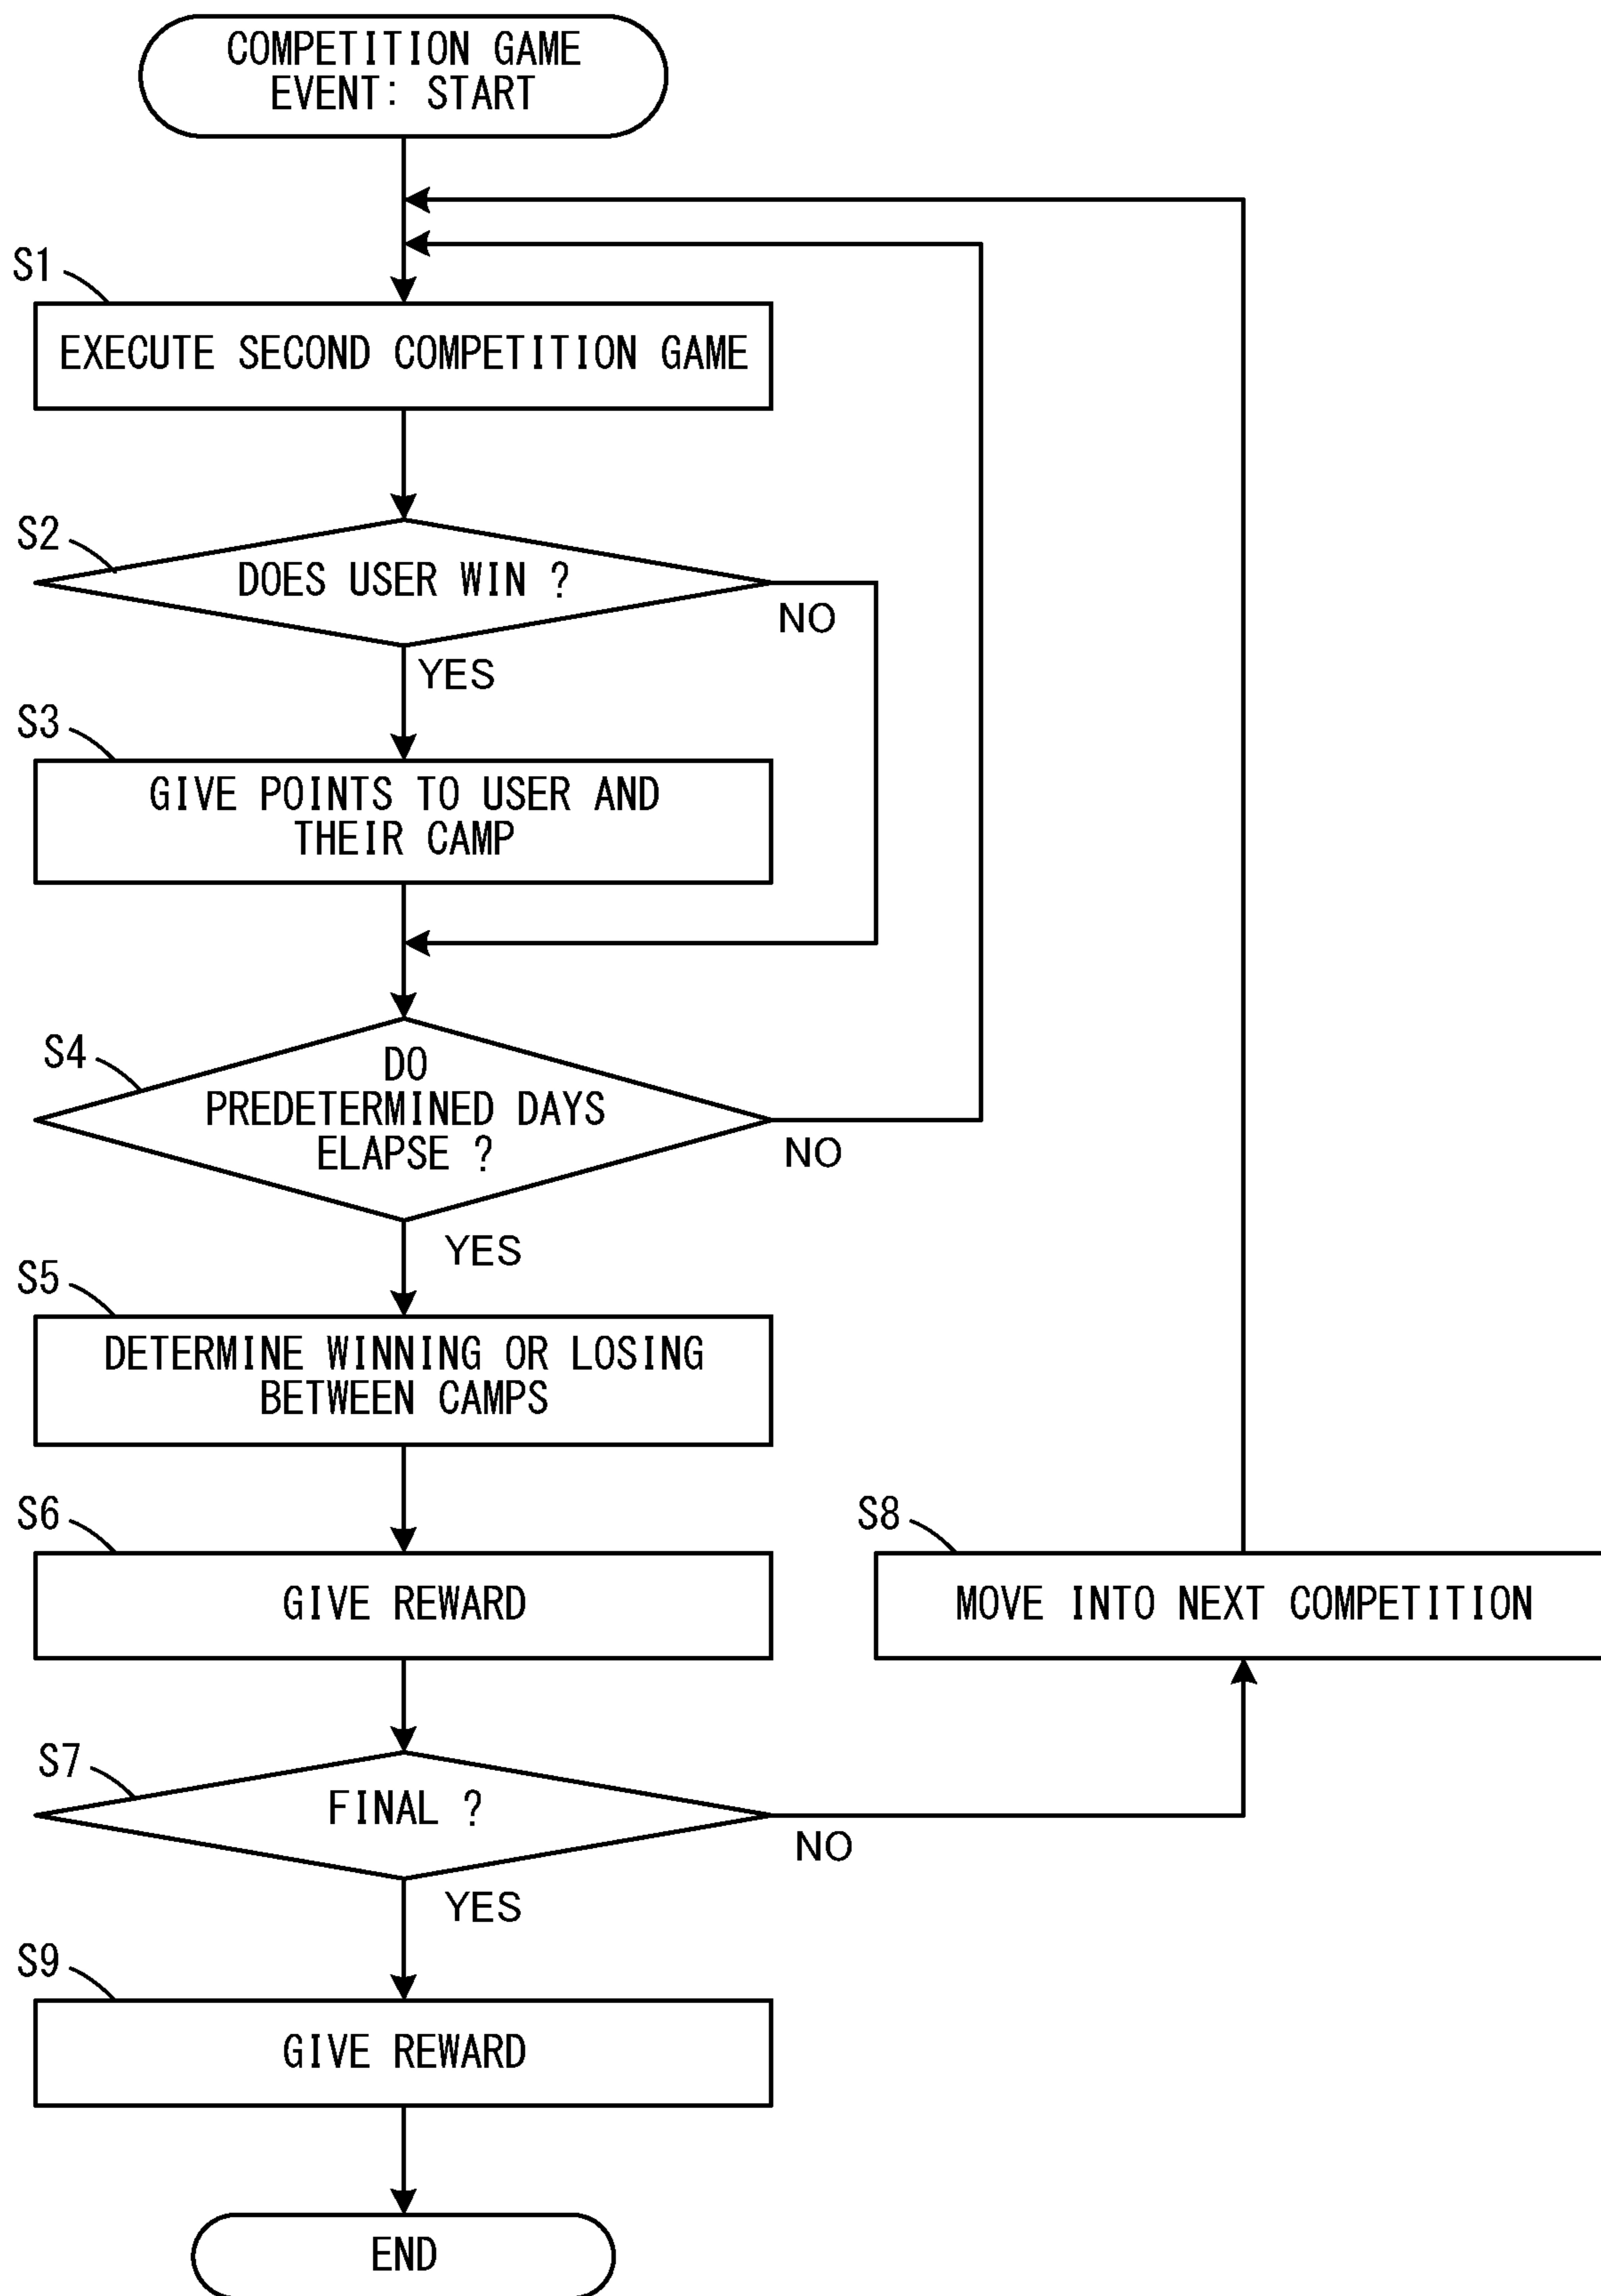 COMPETITION GAME
EVENT: START
S1
EXECUTE SECOND COMPETITION GAME
S2
DOES USER WIN ?
NO
YES
S3
GIVE POINTS TO USER AND
THEIR CAMP
S4
DO
PREDETERMINED DAYS
ELAPSE ?
NO
YES
S5
DETERMINE WINNING OR LOSING
BETWEEN CAMPS
S6
GIVE REWARD
S8
MOVE INTO NEXT COMPETITION
S7
FINAL ?
NO
YES
S9
GIVE REWARD
END